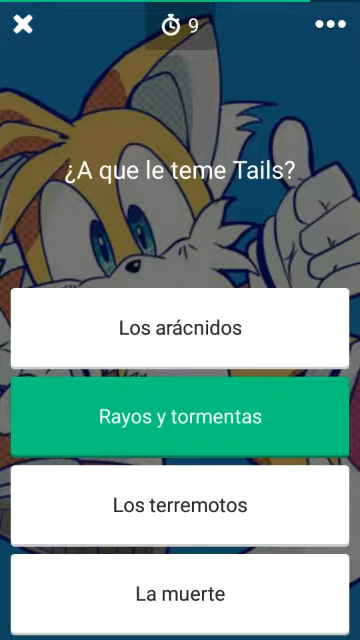 9
¿A que le teme Tails?
Los arácnidos
Rayos y tormentas
Los terremotos
La muerte